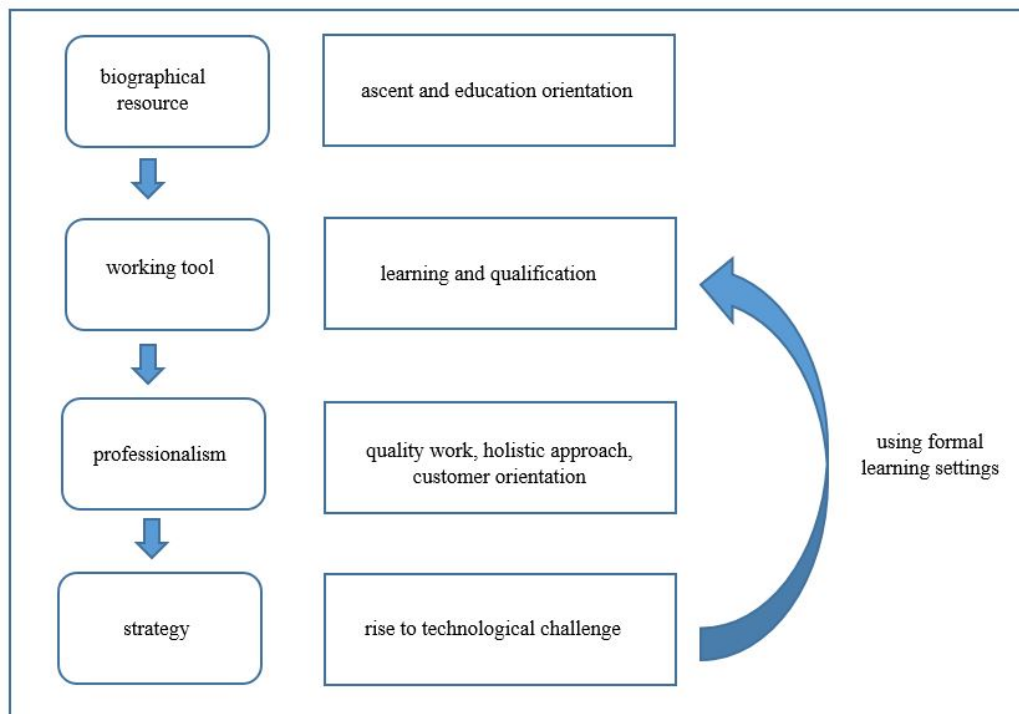 biographical
resource
ascent and education orientation
working tool
learning and qualification
professionalism
quality work, holistic approach,
customer orientation
using formal
learning settings
strategy
rise to technological challenge